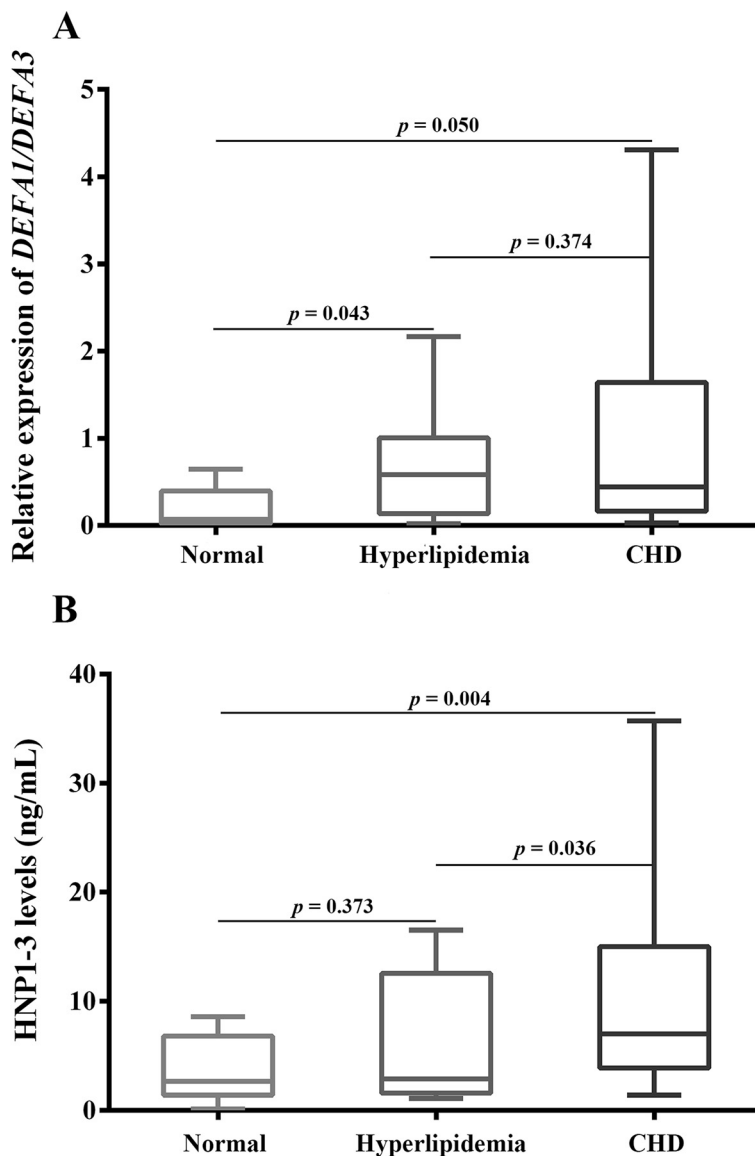 A
Relative expression of DEFA1/DEFA3
5
4
3
2
1
0
p = 0.050
p = 0.374
p = 0.043
Normal
Hyperlipidemia
CHD
B
HNP1-3 levels (ng/mL)
40
30
20
10
0
p = 0.004
p = 0.036
p = 0.373
Normal
Hyperlipidemia
CHD